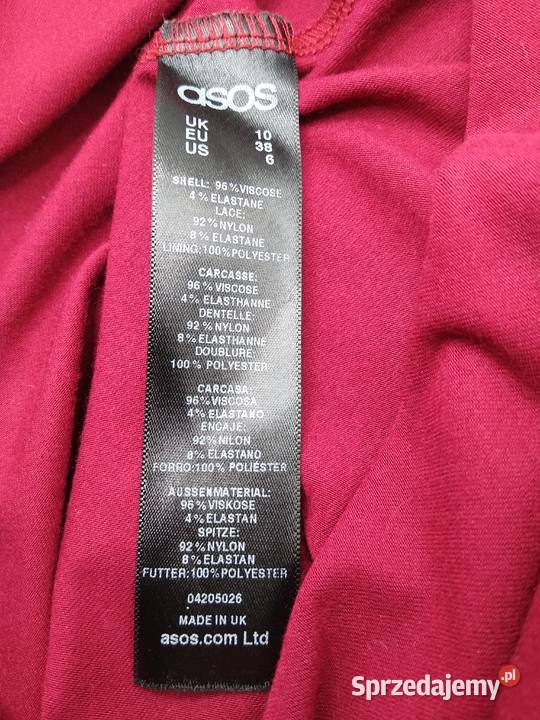 asos
UK 10
EU 38
US 6
SHELL: 96%VISCOSE
4% ELASTANE
LACE:
92% NYLON
8% ELASTANE
LINING:100%POLYESTER
CARCASSE:
96% VISCOSE
4% ELASTHANNE
DENTELLE:
92% NYLON
8% ELASTHANNE
DOUBLURE:
100% POLYESTER
CARCASA:
96% VISCOSA
4% ELASTANO
ENCAJE:
92% NILON
8% ELASTANO
FORRO:100% POLIÉSTER
AUSSENMATERIAL:
96% VISKOSE
4% ELASTAN
SPITZE:
92% NYLON
8% ELASTAN
FUTTER:100%POLYESTER
04205026
MADE IN UK
asos.com Ltd
Sprzedajemy.pl